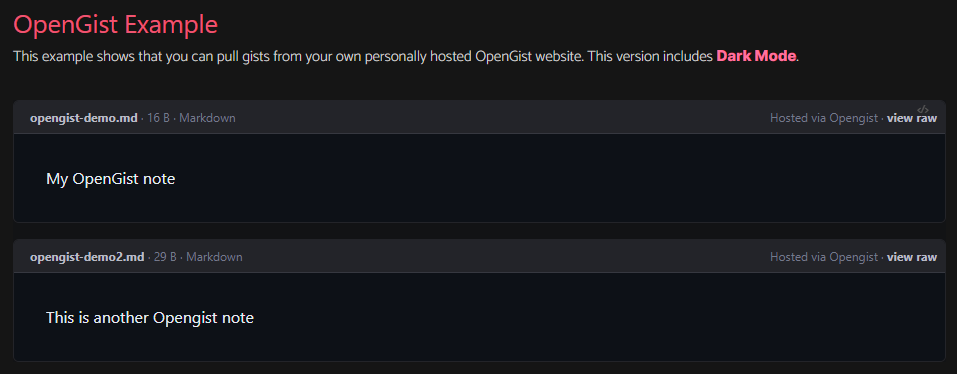 OpenGist Example
This example shows that you can pull gists from your own personally hosted OpenGist website. This version includes Dark Mode.
</>
opengist-demo.md · 16 B · Markdown Hosted via Opengist · view raw
My OpenGist note
opengist-demo2.md · 29 B · Markdown Hosted via Opengist · view raw
This is another Opengist note